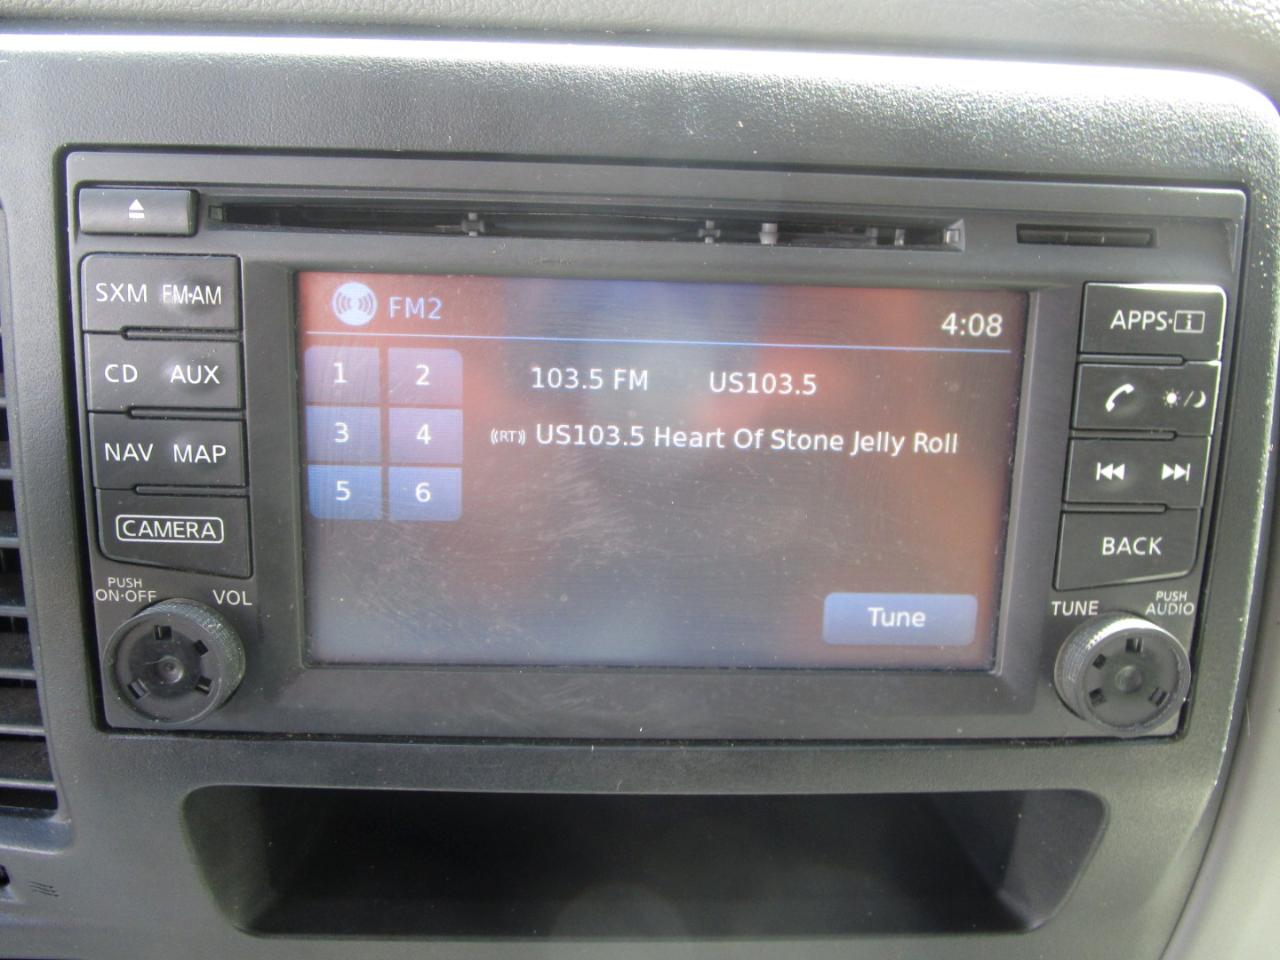 SXM FM·AM
CD AUX
NAV MAP
CAMERA
PUSH
ON·OFF
VOL
FM2
4:08
1 2
3 4
5 6
103.5 FM US103.5
((RT)) US103.5 Heart Of Stone Jelly Roll
Tune
APPS·i
BACK
TUNE
PUSH
AUDIO